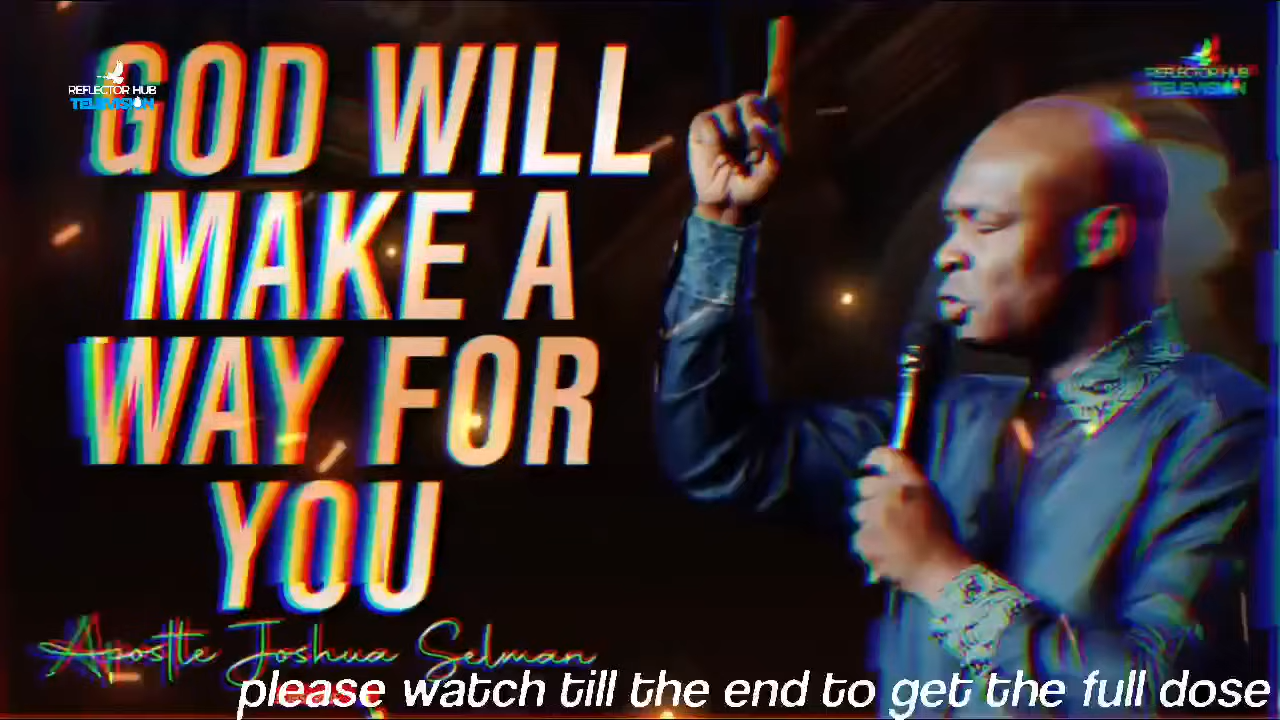 GOD WILL
MAKE A
WAY FOR
YOU
REFLECTOR HUB
TELEVISION
REFLECTOR HUB
TELEVISION
Apostle Joshua Selman
please watch till the end to get the full dose